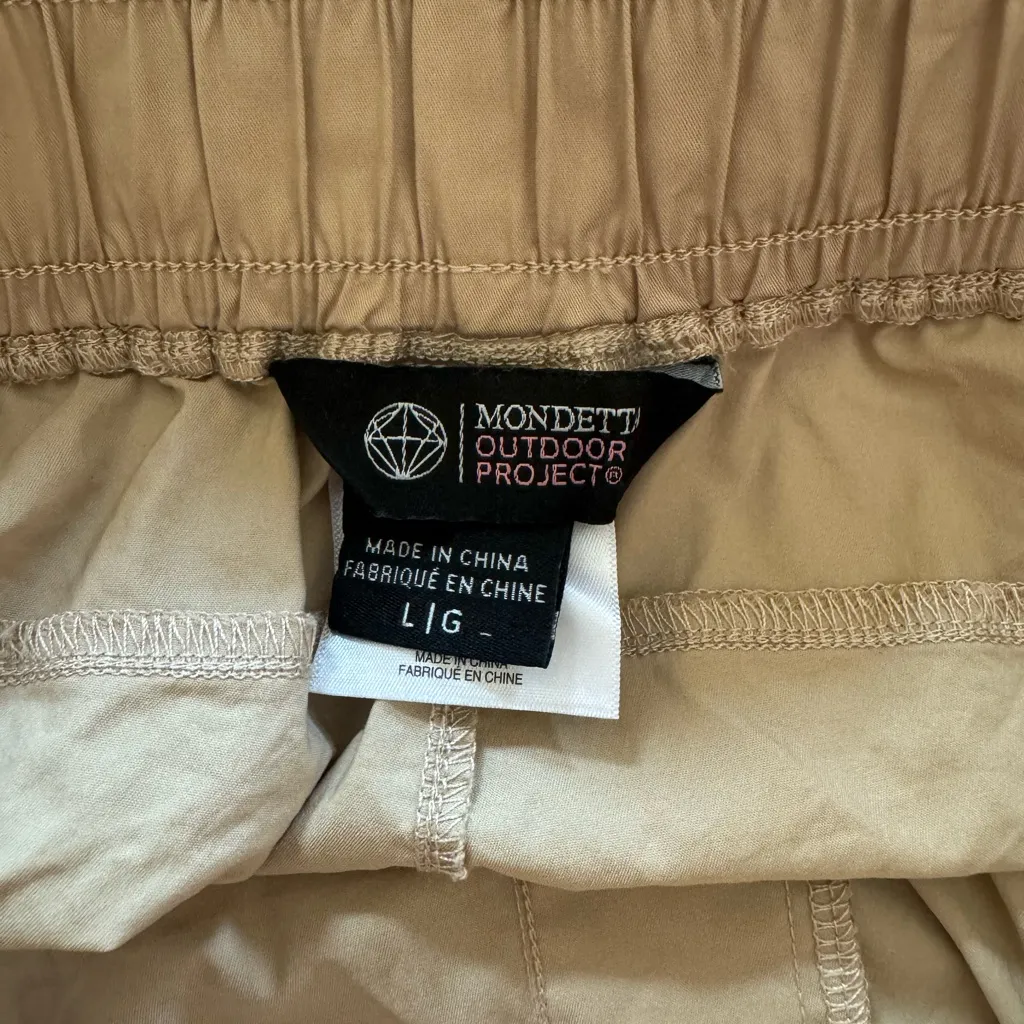 MONDETTA
OUTDOOR
PROJECT®
MADE IN CHINA
FABRIQUÉ EN CHINE
L|G
MADE IN CHINA
FABRIQUÉ EN CHINE